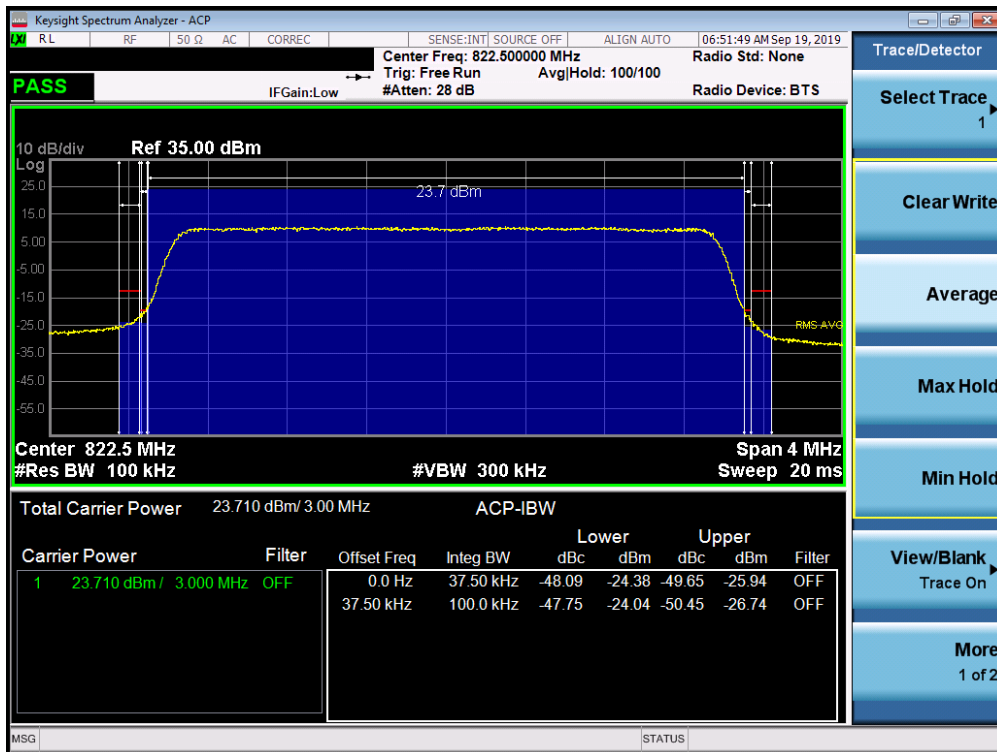 Keysight Spectrum Analyzer - ACP
LXI RL RF 50 Ω AC CORREC SENSE:INT SOURCE OFF ALIGN AUTO 06:51:49 AM Sep 19, 2019
Center Freq: 822.500000 MHz Radio Std: None
Trig: Free Run Avg|Hold: 100/100
PASS IFGain:Low #Atten: 28 dB Radio Device: BTS
10 dB/div Ref 35.00 dBm
Log
25.0
23.7 dBm
15.0
5.00
-5.00
-15.0
-25.0
RMS AVG
-35.0
-45.0
-55.0
Center 822.5 MHz Span 4 MHz
#Res BW 100 kHz #VBW 300 kHz Sweep 20 ms
Total Carrier Power 23.710 dBm/ 3.00 MHz ACP-IBW
Lower Upper
Carrier Power Filter Offset Freq Integ BW dBc dBm dBc dBm Filter
1 23.710 dBm / 3.000 MHz OFF 0.0 Hz 37.50 kHz -48.09 -24.38 -49.65 -25.94 OFF
37.50 kHz 100.0 kHz -47.75 -24.04 -50.45 -26.74 OFF
MSG STATUS
Trace/Detector
Select Trace
1
Clear Write
Average
Max Hold
Min Hold
View/Blank
Trace On
More
1 of 2